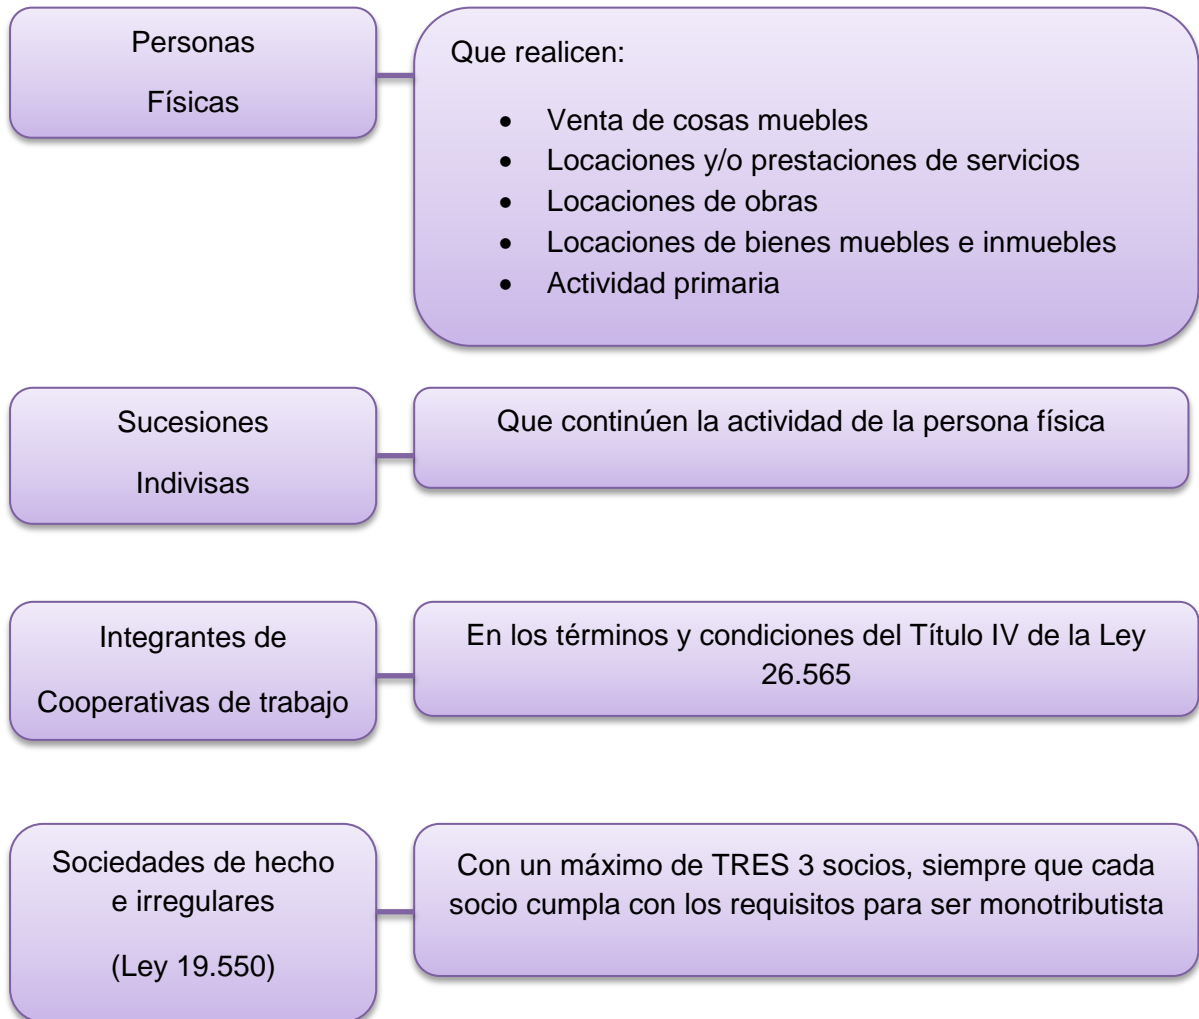 Personas
Físicas
Que realicen:
• Venta de cosas muebles
• Locaciones y/o prestaciones de servicios
• Locaciones de obras
• Locaciones de bienes muebles e inmuebles
• Actividad primaria
Sucesiones
Indivisas
Que continúen la actividad de la persona física
Integrantes de
Cooperativas de trabajo
En los términos y condiciones del Título IV de la Ley
26.565
Sociedades de hecho
e irregulares
(Ley 19.550)
Con un máximo de TRES 3 socios, siempre que cada
socio cumpla con los requisitos para ser monotributista